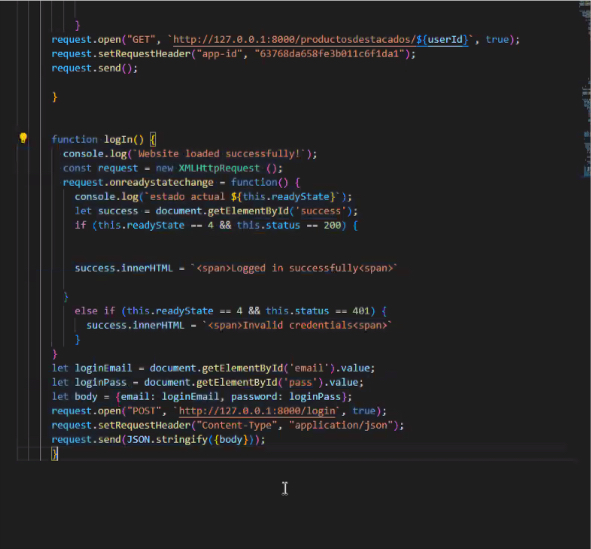 }
request.open("GET", `http://127.0.0.1:8000/productosdestacados/${userId}`, true);
request.setRequestHeader("app-id", "63768da658fe3b011c6f1da1");
request.send();
}
function logIn() {
console.log(`Website loaded successfully!`);
const request = new XMLHttpRequest ();
request.onreadystatechange = function() {
console.log(`estado actual ${this.readyState}`);
let success = document.getElementById('success');
if (this.readyState == 4 && this.status == 200) {
success.innerHTML = `<span>Logged in successfully<span>`
}
else if (this.readyState == 4 && this.status == 401) {
success.innerHTML = `<span>Invalid credentials<span>`
}
}
let loginEmail = document.getElementById('email').value;
let loginPass = document.getElementById('pass').value;
let body = {email: loginEmail, password: loginPass};
request.open("POST", `http://127.0.0.1:8000/login`, true);
request.setRequestHeader("Content-Type", "application/json");
request.send(JSON.stringify({body}));
}